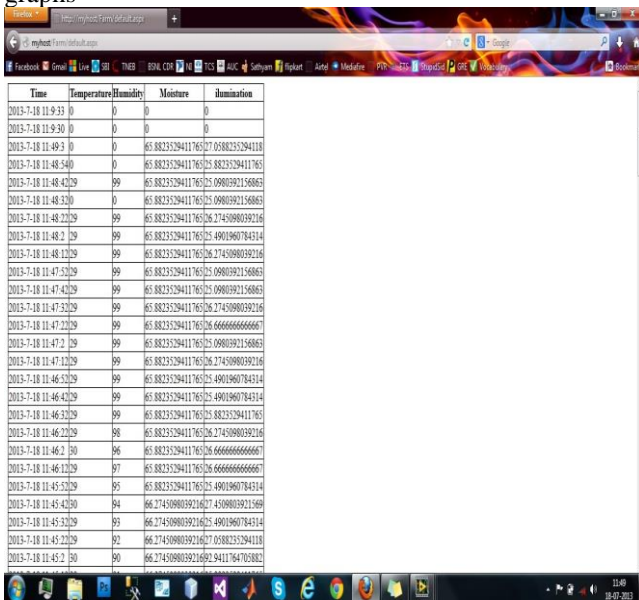 graphs
Firefox
http://myhost/Farm/default.aspx
+
myhost/Farm/default.aspx
Google
Facebook Gmail Live SBI TNEB BSNL CDR NI TCS AUC Sathyam flipkart Airtel Mediafire PVR ETS StupidSid GRE Vocabulary
Time Temperature Humidity Moisture ilumination
2013-7-18 11:9:33 0 0 0 0
2013-7-18 11:9:30 0 0 0 0
2013-7-18 11:49:3 0 0 65.8823529411765 27.0588235294118
2013-7-18 11:48:54 0 0 65.8823529411765 25.8823529411765
2013-7-18 11:48:42 29 99 65.8823529411765 25.0980392156863
2013-7-18 11:48:32 0 0 65.8823529411765 25.0980392156863
2013-7-18 11:48:22 29 99 65.8823529411765 26.2745098039216
2013-7-18 11:48:2 29 99 65.8823529411765 25.4901960784314
2013-7-18 11:48:12 29 99 65.8823529411765 26.2745098039216
2013-7-18 11:47:52 29 99 65.8823529411765 25.0980392156863
2013-7-18 11:47:42 29 99 65.8823529411765 25.0980392156863
2013-7-18 11:47:32 29 99 65.8823529411765 26.2745098039216
2013-7-18 11:47:22 29 99 65.8823529411765 26.6666666666667
2013-7-18 11:47:2 29 99 65.8823529411765 25.0980392156863
2013-7-18 11:47:12 29 99 65.8823529411765 26.2745098039216
2013-7-18 11:46:52 29 99 65.8823529411765 25.4901960784314
2013-7-18 11:46:42 29 99 65.8823529411765 25.4901960784314
2013-7-18 11:46:32 29 99 65.8823529411765 25.8823529411765
2013-7-18 11:46:22 29 98 65.8823529411765 26.2745098039216
2013-7-18 11:46:2 30 96 65.8823529411765 26.6666666666667
2013-7-18 11:46:12 29 97 65.8823529411765 26.6666666666667
2013-7-18 11:45:52 29 95 65.8823529411765 25.4901960784314
2013-7-18 11:45:42 30 94 66.2745098039216 27.4509803921569
2013-7-18 11:45:32 29 93 66.2745098039216 25.4901960784314
2013-7-18 11:45:22 29 92 66.2745098039216 27.0588235294118
2013-7-18 11:45:2 30 90 66.2745098039216 92.9411764705882
11:49
18-07-2013